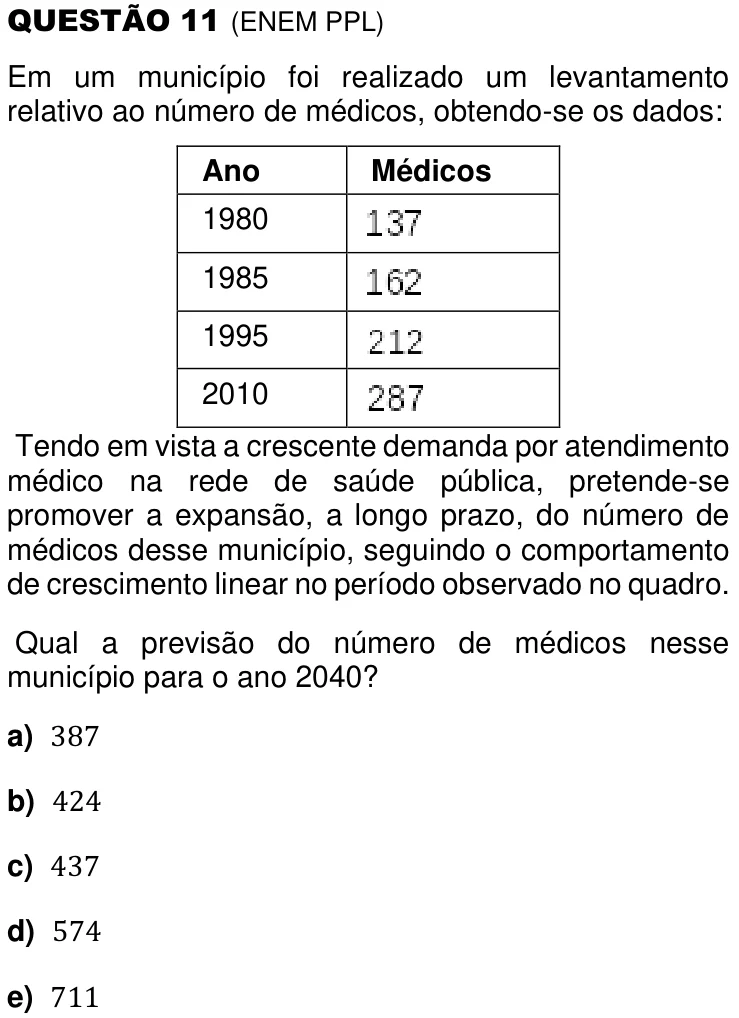 QUESTÃO 11 (ENEM PPL)
Em um município foi realizado um levantamento
relativo ao número de médicos, obtendo-se os dados:
Ano Médicos
1980 137
1985 162
1995 212
2010 287
Tendo em vista a crescente demanda por atendimento
médico na rede de saúde pública, pretende-se
promover a expansão, a longo prazo, do número de
médicos desse município, seguindo o comportamento
de crescimento linear no período observado no quadro.
Qual a previsão do número de médicos nesse
município para o ano 2040?
a) 387
b) 424
c) 437
d) 574
e) 711